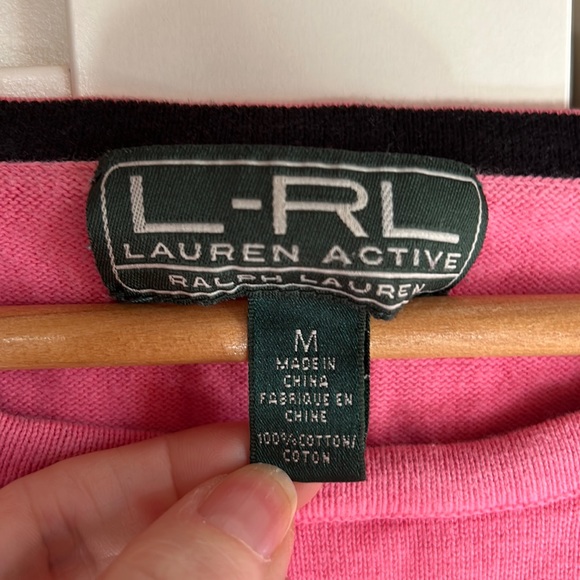 L-RL
LAUREN ACTIVE
RALPH LAUREN
M
MADE IN
CHINA
FABRIQUE EN
CHINE
100% COTTON/
COTON